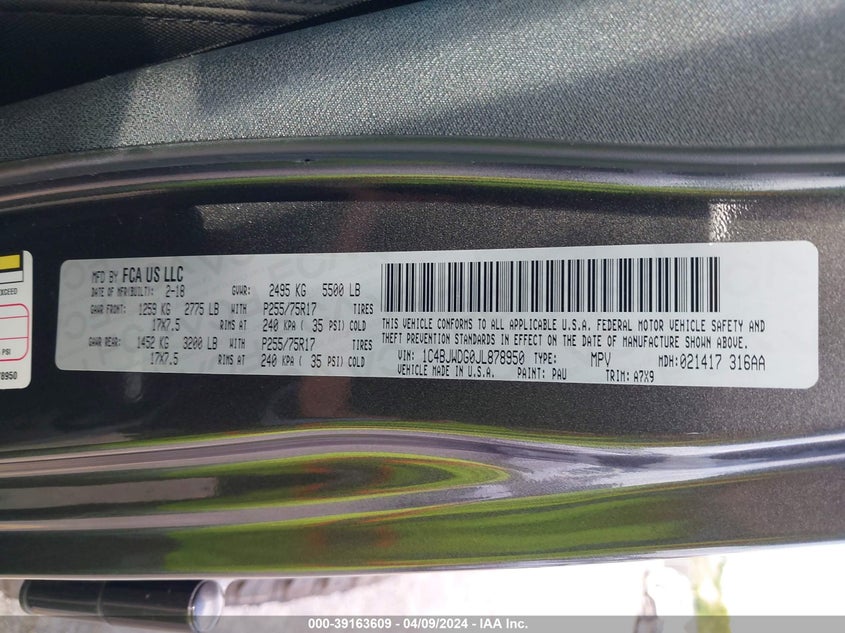 EXCEED
PSI
78950
MFD BY FCA US LLC
DATE OF MFR(BUILT): 2-18 GVWR: 2495 KG 5500 LB
GAWR FRONT: 1259 KG 2775 LB WITH P255/75R17 TIRES
17X7.5 RIMS AT 240 KPA ( 35 PSI) COLD
GAWR REAR: 1452 KG 3200 LB WITH P255/75R17 TIRES
17X7.5 RIMS AT 240 KPA ( 35 PSI) COLD
THIS VEHICLE CONFORMS TO ALL APPLICABLE U.S.A. FEDERAL MOTOR VEHICLE SAFETY AND
THEFT PREVENTION STANDARDS IN EFFECT ON THE DATE OF MANUFACTURE SHOWN ABOVE.
VIN: 1C4BJWDG0JL878950 TYPE: MPV MDH: 021417 316AA
VEHICLE MADE IN U.S.A. PAINT: PAU TRIM: A7X9
000-39163609 - 04/09/2024 - IAA Inc.